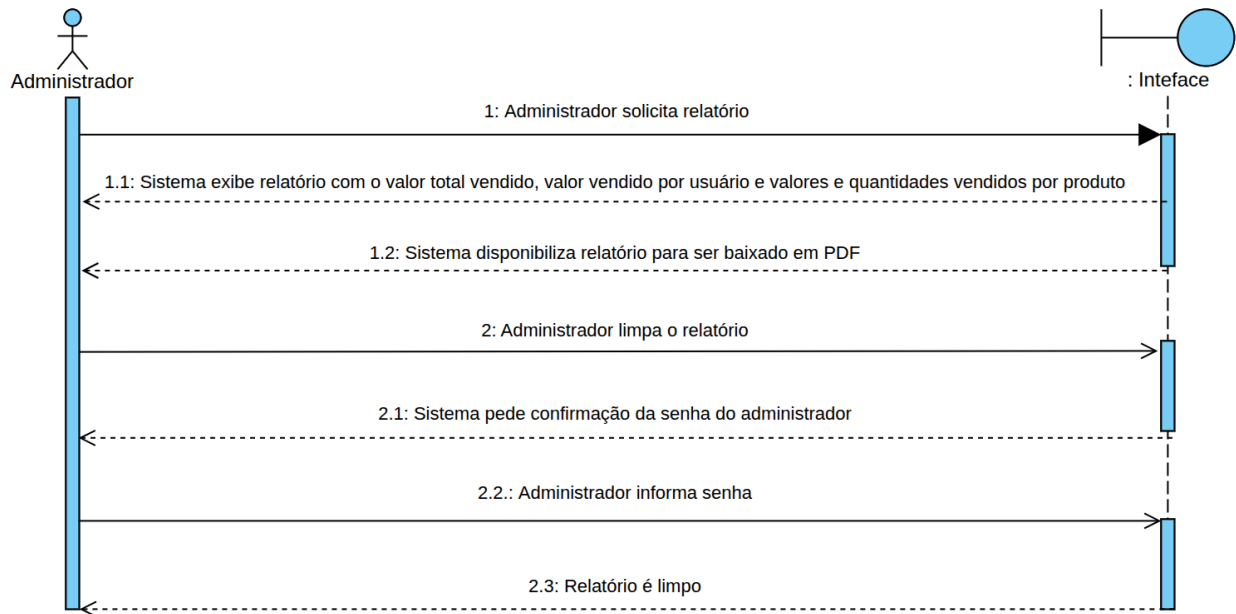 Administrador
: Inteface
1: Administrador solicita relatório
1.1: Sistema exibe relatório com o valor total vendido, valor vendido por usuário e valores e quantidades vendidos por produto
1.2: Sistema disponibiliza relatório para ser baixado em PDF
2: Administrador limpa o relatório
2.1: Sistema pede confirmação da senha do administrador
2.2.: Administrador informa senha
2.3: Relatório é limpo